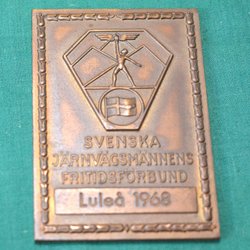 SVENSKA
JÄRNVÄGSMÄNNENS
FRITIDSFÖRBUND
Luleå 1968